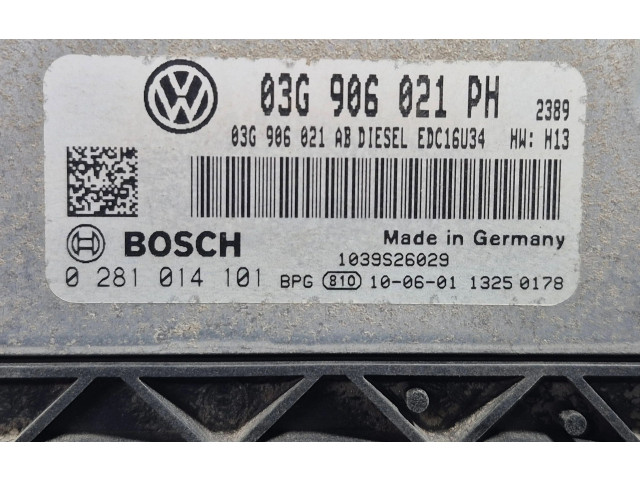 03G 906 021 PH 2389
03G 906 021 AB DIESEL EDC16U34 HW: H13
BOSCH Made in Germany
1039S26029
0 281 014 101 BPG 810 10-06-01 1325 0178